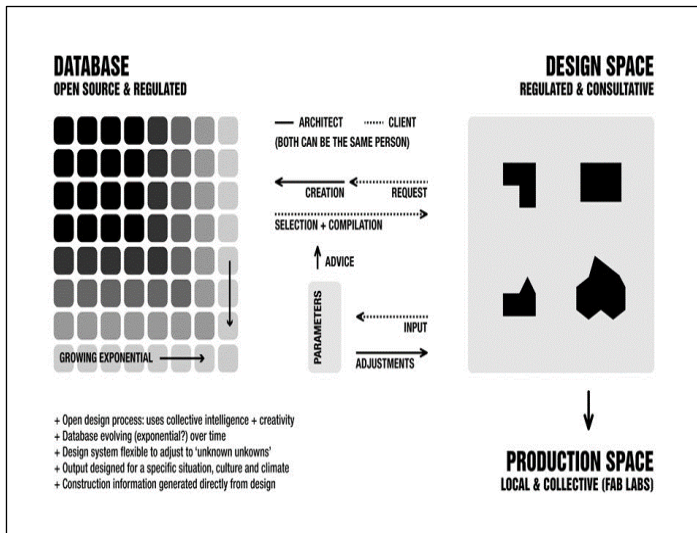 DATABASE
OPEN SOURCE & REGULATED
DESIGN SPACE
REGULATED & CONSULTATIVE
ARCHITECT
CLIENT
(BOTH CAN BE THE SAME PERSON)
CREATION
REQUEST
SELECTION + COMPILATION
ADVICE
PARAMETERS
INPUT
ADJUSTMENTS
GROWING EXPONENTIAL
+ Open design process: uses collective intelligence + creativity
+ Database evolving (exponential?) over time
+ Design system flexible to adjust to ‘unknown unkowns’
+ Output designed for a specific situation, culture and climate
+ Construction information generated directly from design
PRODUCTION SPACE
LOCAL & COLLECTIVE (FAB LABS)